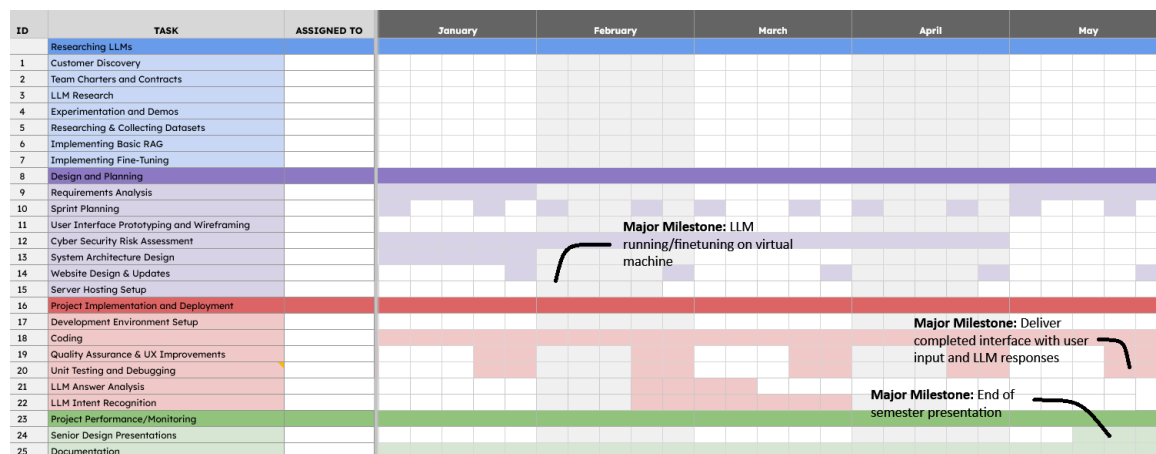 ID TASK ASSIGNED TO January February March April May
Researching LLMs
1 Customer Discovery
2 Team Charters and Contracts
3 LLM Research
4 Experimentation and Demos
5 Researching & Collecting Datasets
6 Implementing Basic RAG
7 Implementing Fine-Tuning
8 Design and Planning
9 Requirements Analysis
10 Sprint Planning
11 User Interface Prototyping and Wireframing
12 Cyber Security Risk Assessment
13 System Architecture Design
14 Website Design & Updates
15 Server Hosting Setup
16 Project Implementation and Deployment
17 Development Environment Setup
18 Coding
19 Quality Assurance & UX Improvements
20 Unit Testing and Debugging
21 LLM Answer Analysis
22 LLM Intent Recognition
23 Project Performance/Monitoring
24 Senior Design Presentations
25 Documentation
Major Milestone: LLM
running/finetuning on virtual
machine
Major Milestone: Deliver
completed interface with user
input and LLM responses
Major Milestone: End of
semester presentation